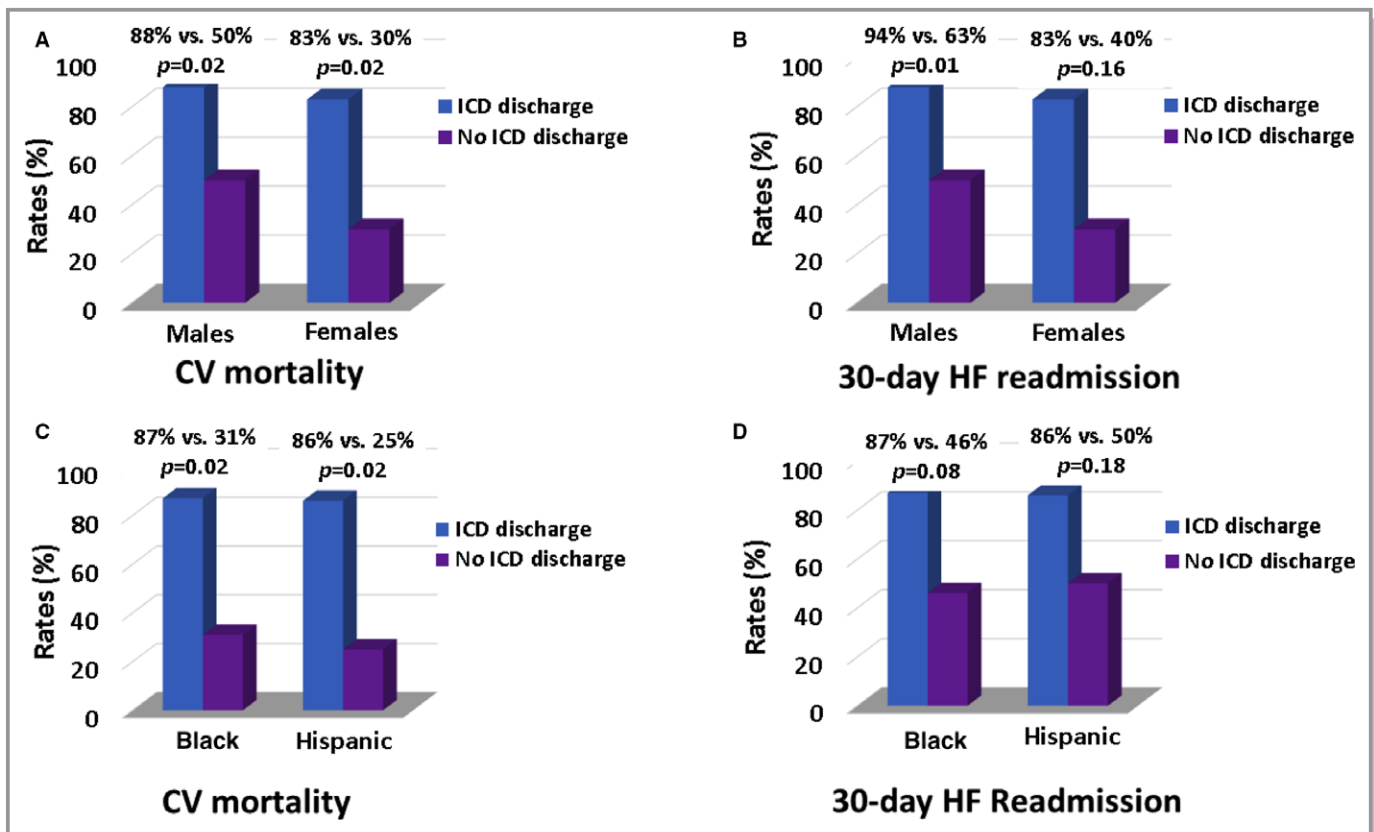 A
88% vs. 50%
83% vs. 30%
p=0.02
p=0.02
100
80
60
40
20
0
Rates (%)
ICD discharge
No ICD discharge
Males
Females
CV mortality
B
94% vs. 63%
83% vs. 40%
p=0.01
p=0.16
100
80
60
40
20
0
Rates (%)
ICD discharge
No ICD discharge
Males
Females
30-day HF readmission
C
87% vs. 31%
86% vs. 25%
p=0.02
p=0.02
100
80
60
40
20
0
Rates (%)
ICD discharge
No ICD discharge
Black
Hispanic
CV mortality
D
87% vs. 46%
86% vs. 50%
p=0.08
p=0.18
100
80
60
40
20
0
Rates (%)
ICD discharge
No ICD discharge
Black
Hispanic
30-day HF Readmission